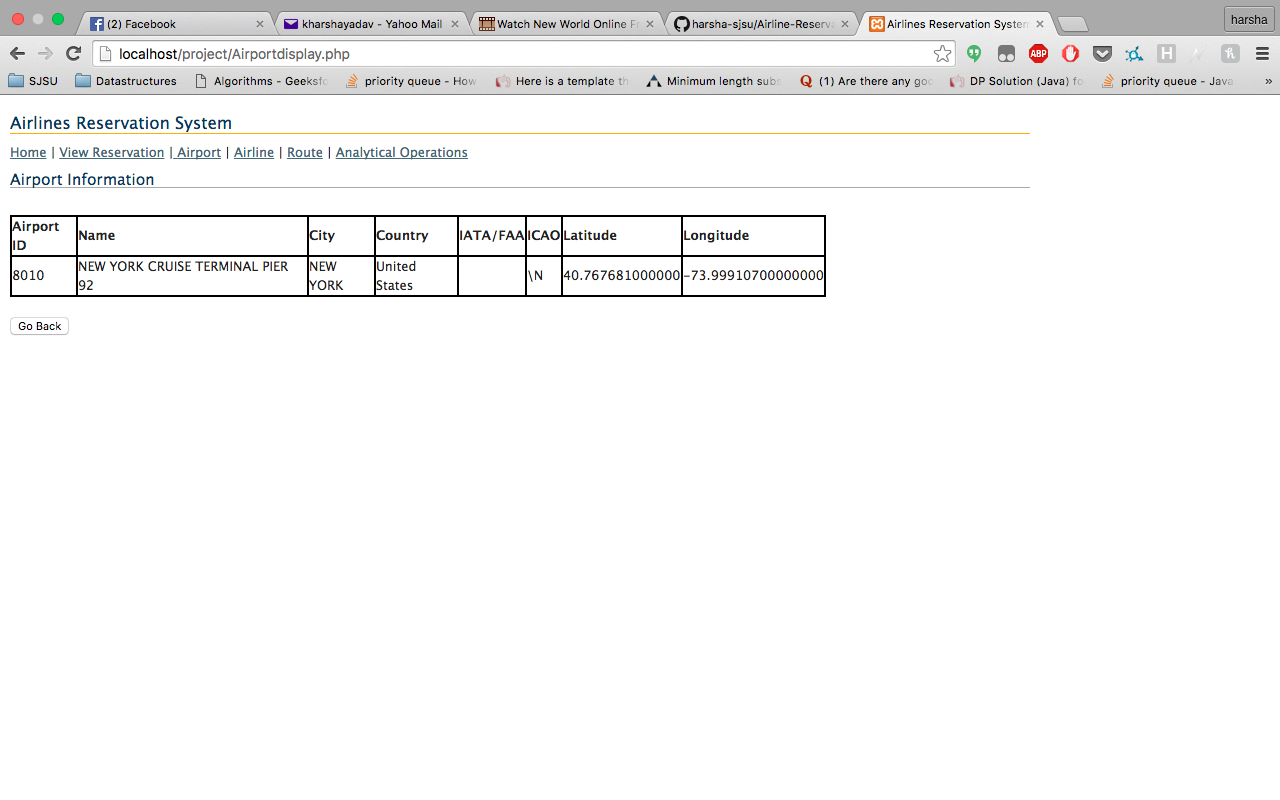 (2) Facebook
kharshayadav - Yahoo Mail
Watch New World Online Fr
harsha-sjsu/Airline-Reserva
Airlines Reservation System
harsha
localhost/project/Airportdisplay.php
ABP
H
SJSU
Datastructures
Algorithms - Geeksfo
priority queue - How
Here is a template th
Minimum length subs
(1) Are there any goo
DP Solution (Java) fo
priority queue - Java
»
Airlines Reservation System
Home | View Reservation | Airport | Airline | Route | Analytical Operations
Airport Information
Airport ID Name City Country IATA/FAA ICAO Latitude Longitude
8010 NEW YORK CRUISE TERMINAL PIER 92 NEW YORK United States \N 40.767681000000 -73.99910700000000
Go Back